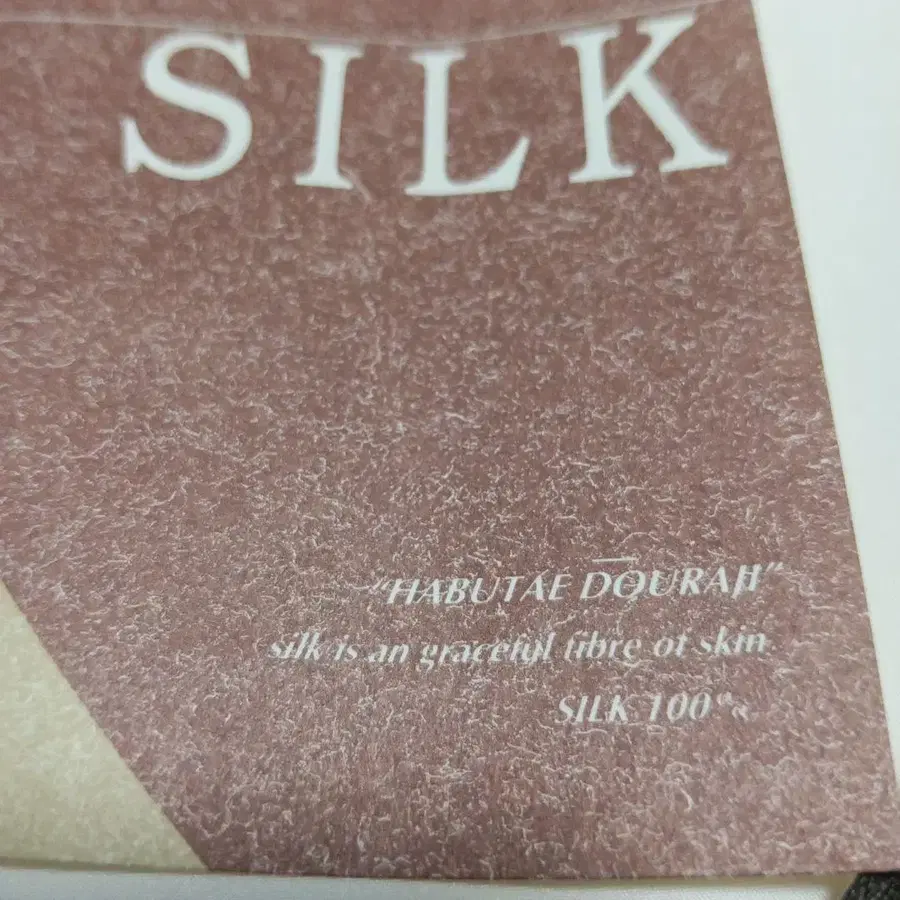 SILK
"HABUTAE DOURAH"
silk is an graceful fibre of skin
SILK 100%